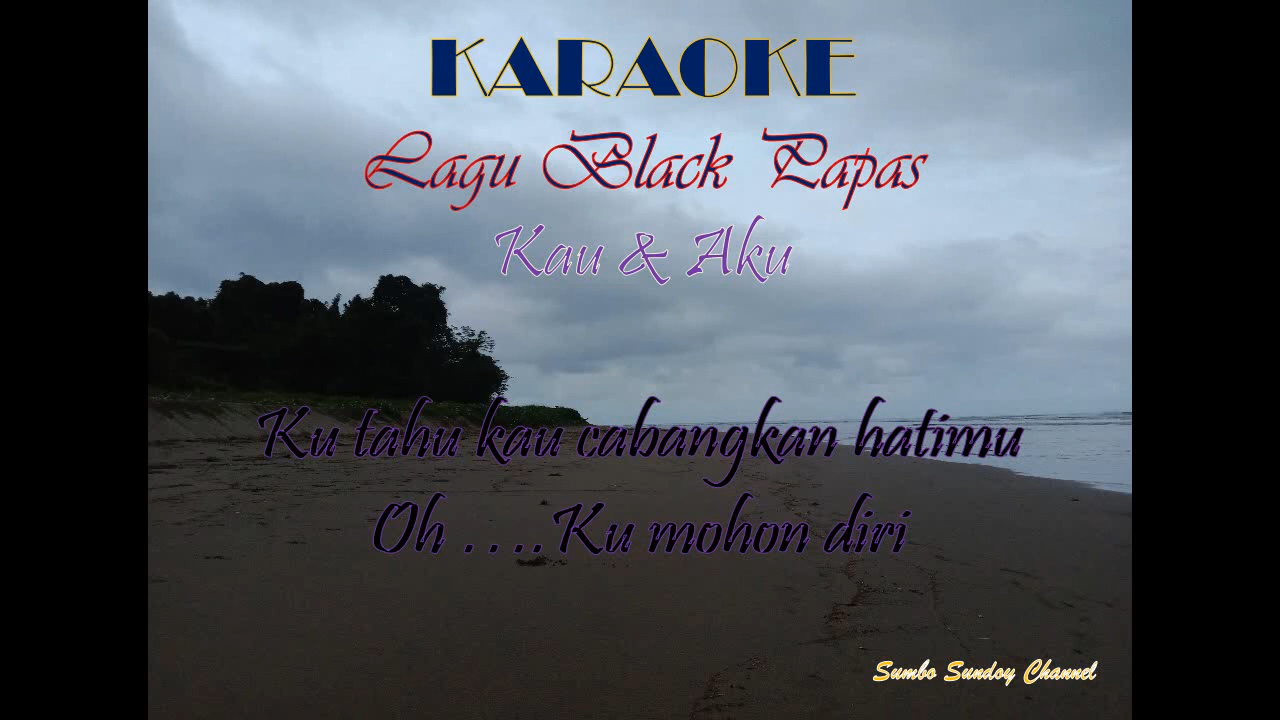 KARAOKE
Lagu Black Papas
Kau & Aku
Ku tahu kau cabangkan hatimu
Oh ....Ku mohon diri
Sumbo Sundoy Channel